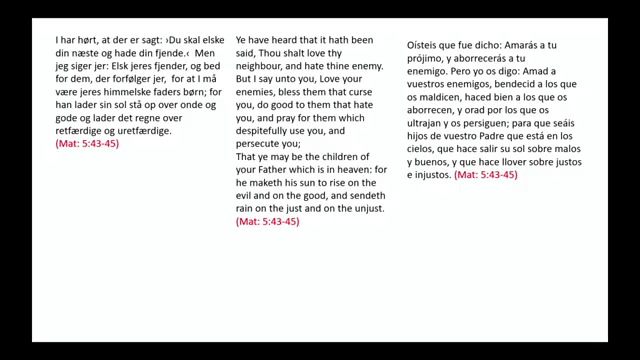 I har hørt, at der er sagt: ›Du skal elske
din næste og hade din fjende.‹  Men
jeg siger jer: Elsk jeres fjender, og bed
for dem, der forfølger jer,  for at I må
være jeres himmelske faders børn; for
han lader sin sol stå op over onde og
gode og lader det regne over
retfærdige og uretfærdige.
(Mat: 5:43-45)
Ye have heard that it hath been
said, Thou shalt love thy
neighbour, and hate thine enemy.
But I say unto you, Love your
enemies, bless them that curse
you, do good to them that hate
you, and pray for them which
despitefully use you, and
persecute you;
That ye may be the children of
your Father which is in heaven: for
he maketh his sun to rise on the
evil and on the good, and sendeth
rain on the just and on the unjust.
(Mat: 5:43-45)
Oísteis que fue dicho: Amarás a tu
prójimo, y aborrecerás a tu
enemigo. Pero yo os digo: Amad a
vuestros enemigos, bendecid a los que
os maldicen, haced bien a los que os
aborrecen, y orad por los que os
ultrajan y os persiguen; para que seáis
hijos de vuestro Padre que está en los
cielos, que hace salir su sol sobre malos
y buenos, y que hace llover sobre justos
e injustos. (Mat: 5:43-45)